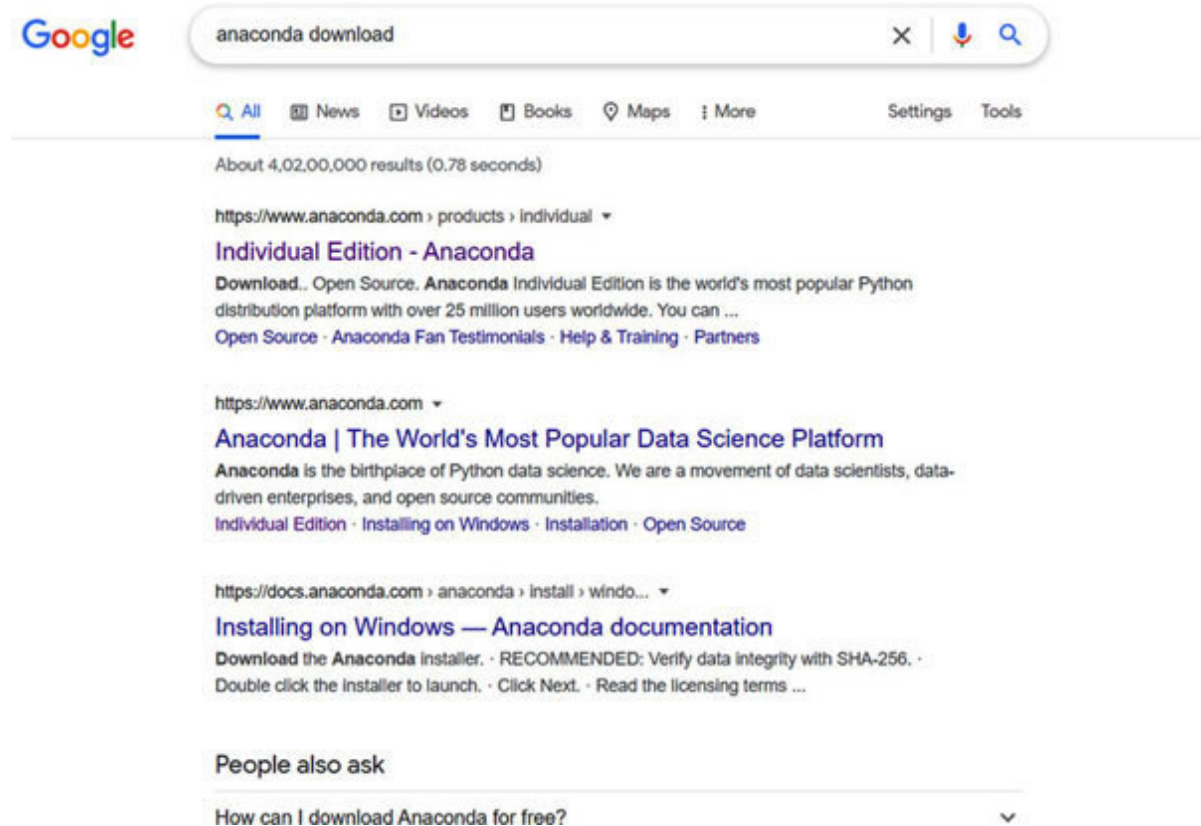 Google
anaconda download
All News Videos Books Maps More Settings Tools
About 4,02,00,000 results (0.78 seconds)
https://www.anaconda.com › products › individual
Individual Edition - Anaconda
Download.. Open Source. Anaconda Individual Edition is the world's most popular Python
distribution platform with over 25 million users worldwide. You can ...
Open Source · Anaconda Fan Testimonials · Help & Training · Partners
https://www.anaconda.com
Anaconda | The World's Most Popular Data Science Platform
Anaconda is the birthplace of Python data science. We are a movement of data scientists, data-
driven enterprises, and open source communities.
Individual Edition · Installing on Windows · Installation · Open Source
https://docs.anaconda.com › anaconda › install › windo...
Installing on Windows — Anaconda documentation
Download the Anaconda installer. · RECOMMENDED: Verify data integrity with SHA-256. ·
Double click the installer to launch. · Click Next. · Read the licensing terms ...
People also ask
How can I download Anaconda for free?